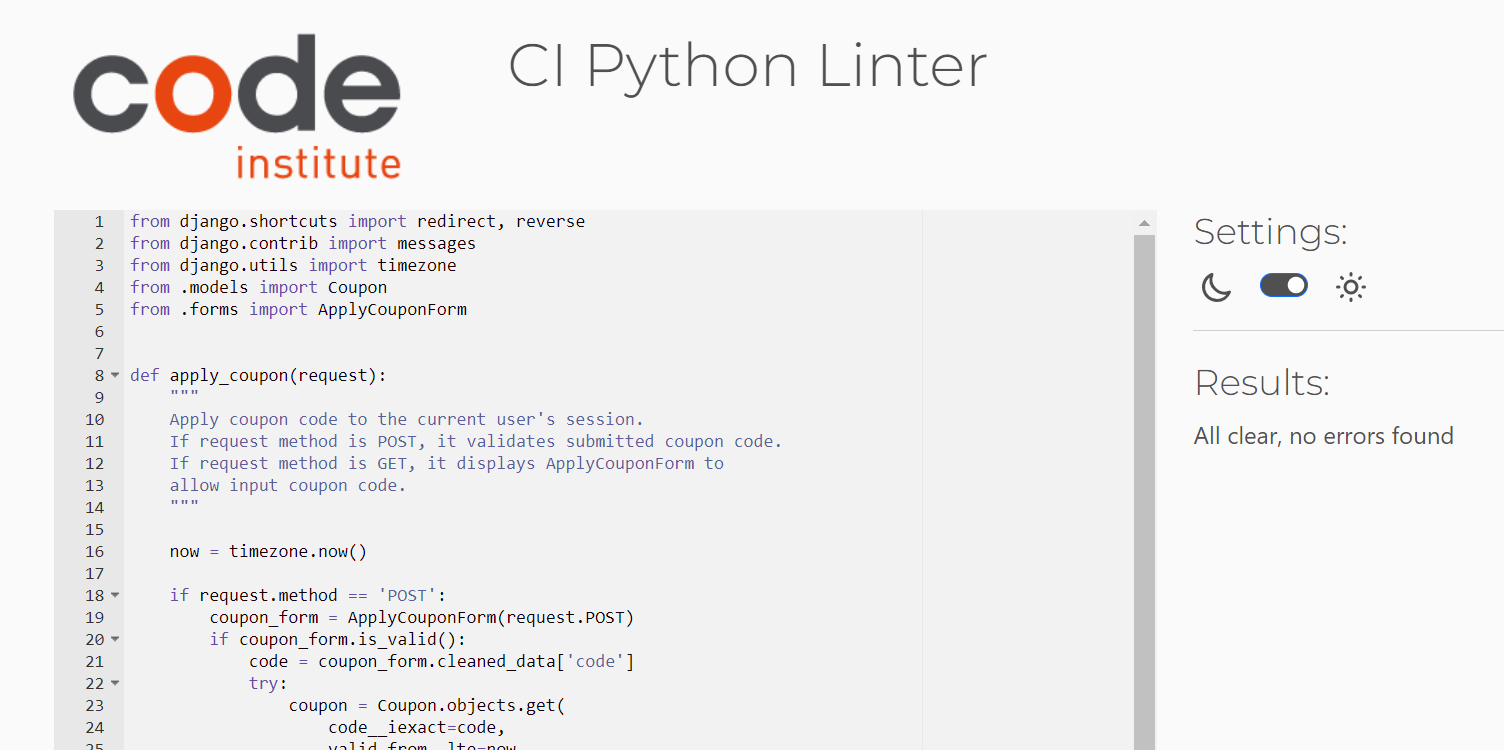 code
institute
CI Python Linter
1 from django.shortcuts import redirect, reverse
2 from django.contrib import messages
3 from django.utils import timezone
4 from .models import Coupon
5 from .forms import ApplyCouponForm
6
7
8 def apply_coupon(request):
9     """
10     Apply coupon code to the current user's session.
11     If request method is POST, it validates submitted coupon code.
12     If request method is GET, it displays ApplyCouponForm to
13     allow input coupon code.
14     """
15
16     now = timezone.now()
17
18     if request.method == 'POST':
19         coupon_form = ApplyCouponForm(request.POST)
20         if coupon_form.is_valid():
21             code = coupon_form.cleaned_data['code']
22             try:
23                 coupon = Coupon.objects.get(
24                     code__iexact=code,
25                     valid_from__lte=now
Settings:
Results:
All clear, no errors found